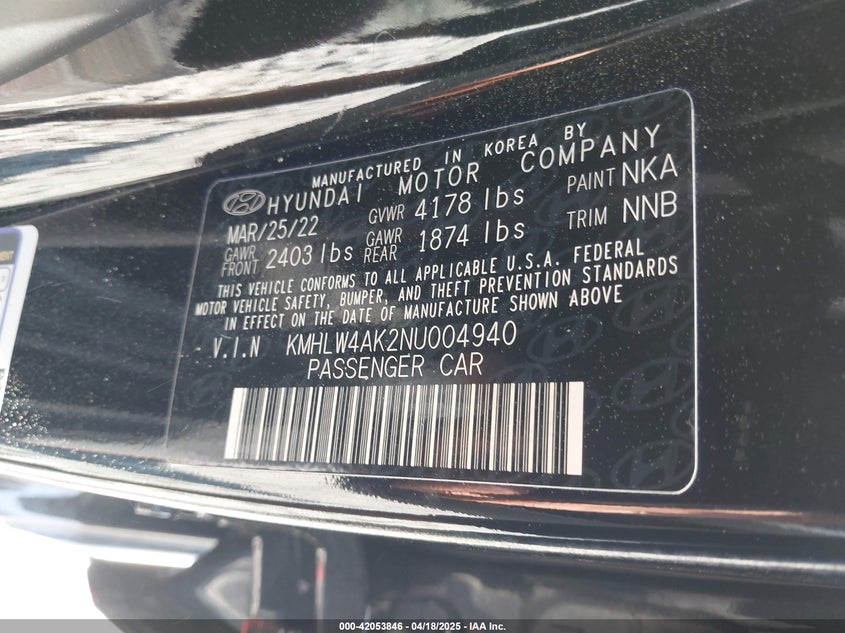 MANUFACTURED IN KOREA BY
HYUNDAI MOTOR COMPANY
MAR/25/22 GVWR 4178 lbs PAINT NKA
GAWR FRONT 2403 lbs GAWR REAR 1874 lbs TRIM NNB
THIS VEHICLE CONFORMS TO ALL APPLICABLE U.S.A. FEDERAL
MOTOR VEHICLE SAFETY, BUMPER, AND THEFT PREVENTION STANDARDS
IN EFFECT ON THE DATE OF MANUFACTURE SHOWN ABOVE
V.I.N KMHLW4AK2NU004940
PASSENGER CAR
000-42053846 - 04/18/2025 - IAA Inc.